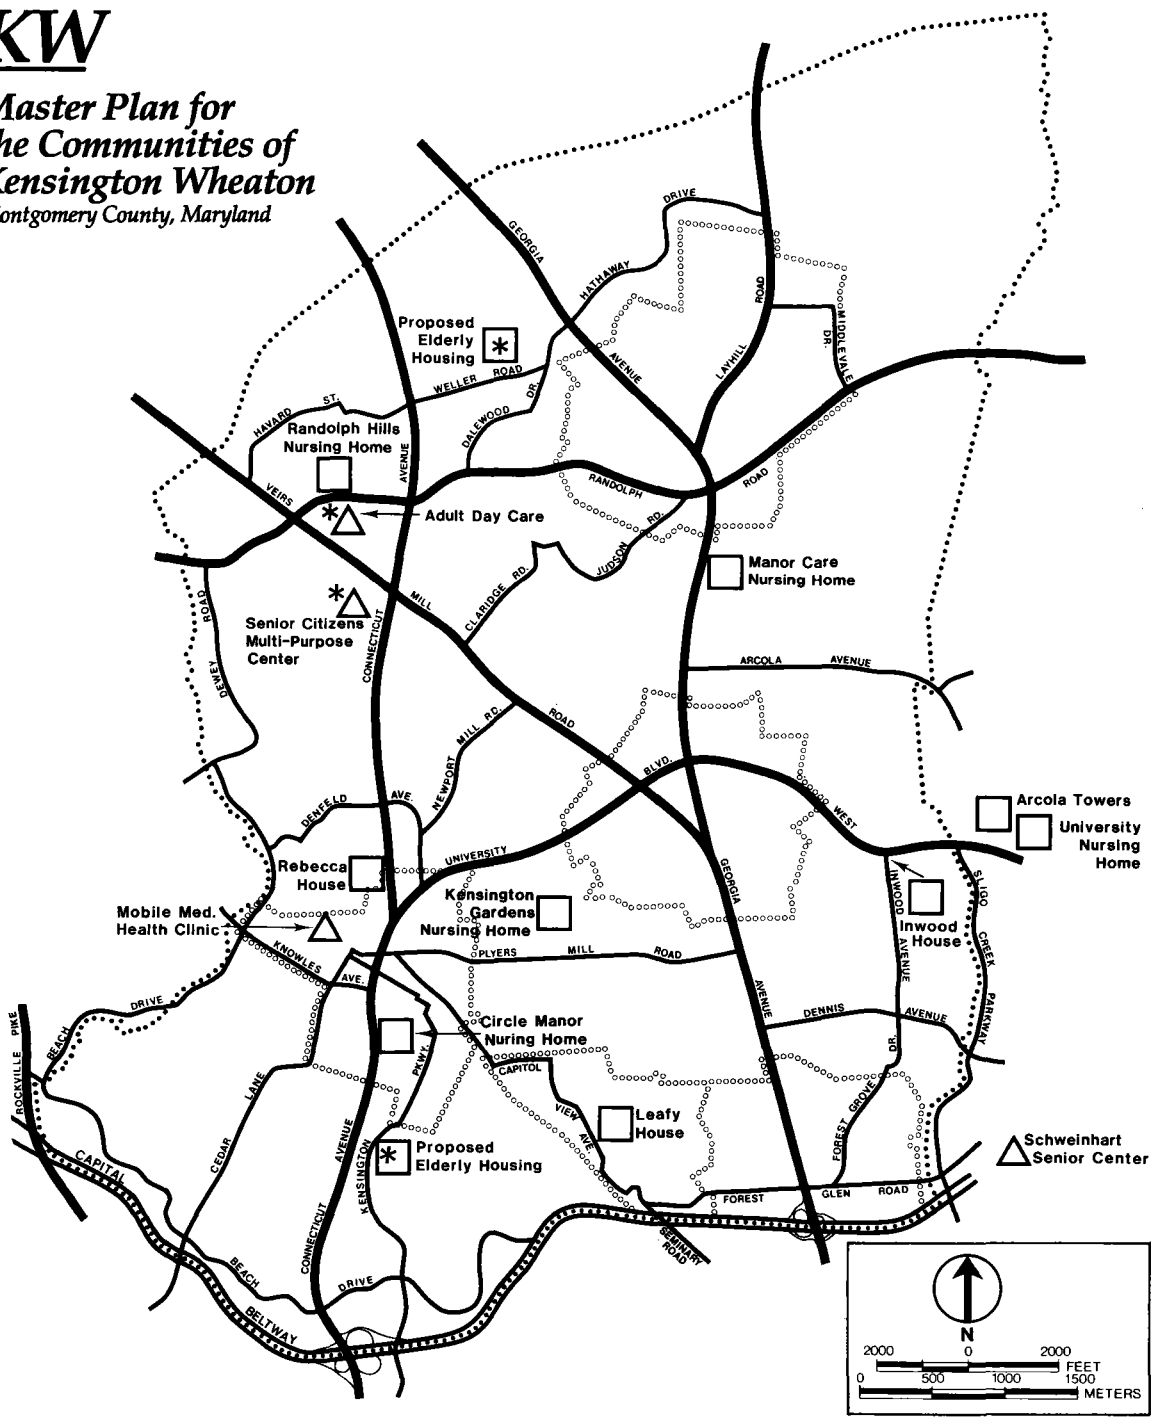 KW
Master Plan for
the Communities of
Kensington Wheaton
Montgomery County, Maryland
DRIVE
GEORGIA
HATHAWAY
ROAD
Proposed
Elderly
Housing
*
MIDDLEVALE
DR.
AVENUE
LAYHILL
WELLER ROAD
DR.
HAVARD ST.
DALEWOOD
Randolph Hills
Nursing Home
AVENUE
VEIRS
RANDOLPH
ROAD
*
Adult Day Care
RD.
JUDSON
Manor Care
Nursing Home
CLARIDGE RD.
*
MILL
ROAD
DEWEY
Senior Citizens
Multi-Purpose
Center
CONNECTICUT
ARCOLA AVENUE
NEWPORT MILL RD.
ROAD
BLVD.
DENFELD AVE.
WEST
Arcola Towers
University
Nursing
Home
UNIVERSITY
Rebecca
House
GEORGIA
Kensington
Gardens
Nursing Home
INWOOD
AVENUE
Inwood
House
SLIGO
CREEK
PARKWAY
Mobile Med.
Health Clinic
KNOWLES
AVE.
PLYERS MILL ROAD
AVENUE
DRIVE
BEACH
DENNIS AVENUE
Circle Manor
Nuring Home
ROCKVILLE PIKE
PKWY.
CAPITOL
VIEW
AVE.
DR.
FOREST GROVE
CEDAR LANE
Leafy
House
AVENUE
*
Proposed
Elderly Housing
Schweinhart
Senior Center
CAPITAL
KENSINGTON
FOREST GLEN ROAD
CONNECTICUT
SEMINARY
ROAD
BEACH
DRIVE
BELTWAY
N
2000 0 2000
FEET
0 500 1000 1500
METERS